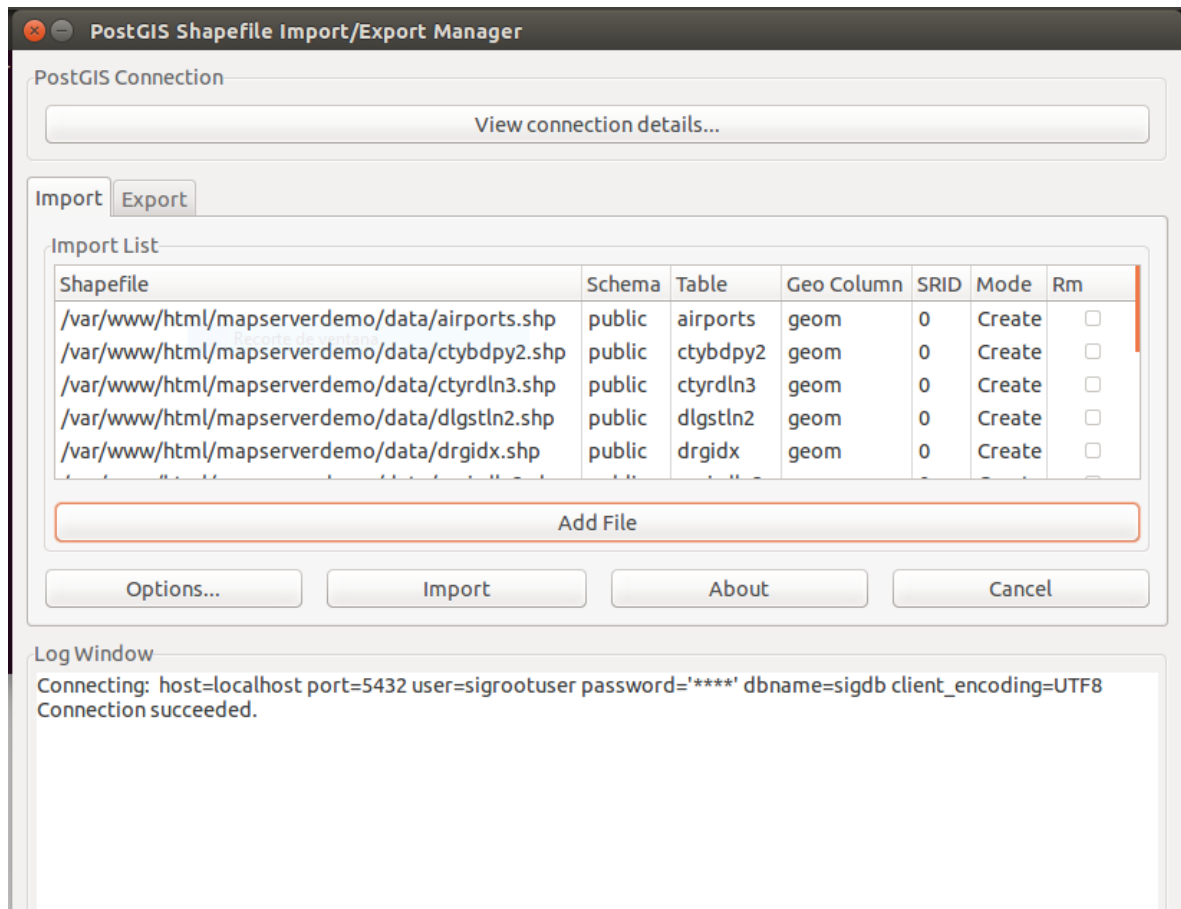 PostGIS Shapefile Import/Export Manager
PostGIS Connection
View connection details...
Import Export
Import List
Shapefile Schema Table Geo Column SRID Mode Rm
/var/www/html/mapserverdemo/data/airports.shp public airports geom 0 Create
Recorte de ventana
/var/www/html/mapserverdemo/data/ctybdpy2.shp public ctybdpy2 geom 0 Create
/var/www/html/mapserverdemo/data/ctyrdln3.shp public ctyrdln3 geom 0 Create
/var/www/html/mapserverdemo/data/dlgstln2.shp public dlgstln2 geom 0 Create
/var/www/html/mapserverdemo/data/drgidx.shp public drgidx geom 0 Create
Add File
Options... Import About Cancel
Log Window
Connecting: host=localhost port=5432 user=sigrootuser password='****' dbname=sigdb client_encoding=UTF8
Connection succeeded.